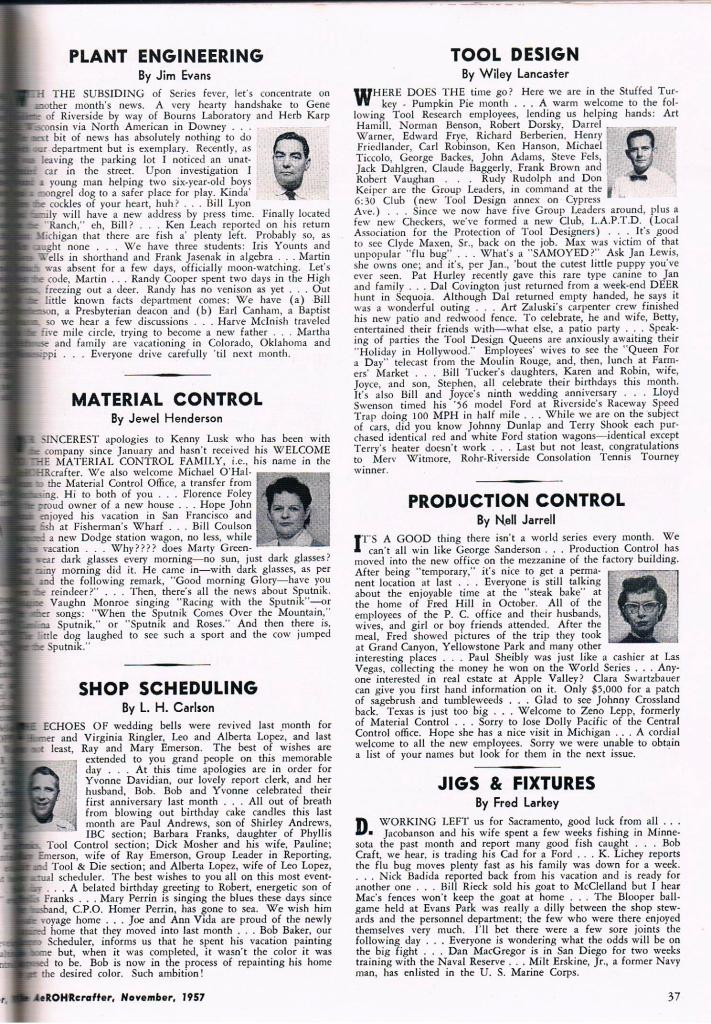 PLANT ENGINEERING
By Jim Evans
TH THE SUBSIDING of Series fever, let's concentrate on
another month's news. A very hearty handshake to Gene
of Riverside by way of Bourns Laboratory and Herb Karp
Wisconsin via North American in Downey . . .
next bit of news has absolutely nothing to do
our department but is exemplary. Recently, as
leaving the parking lot I noticed an unat-
car in the street. Upon investigation I
a young man helping two six-year-old boys
mongrel dog to a safer place for play. Kinda'
the cockles of your heart, huh? . . . Bill Lyon
family will have a new address by press time. Finally located
"Ranch," eh, Bill? . . . Ken Leach reported on his return
Michigan that there are fish a' plenty left. Probably so, as
caught none . . . We have three students: Iris Younts and
Wells in shorthand and Frank Jasenak in algebra . . . Martin
was absent for a few days, officially moon-watching. Let's
the code, Martin . . . Randy Cooper spent two days in the High
freezing out a deer. Randy has no venison as yet . . . Out
little known facts department comes: We have (a) Bill
a Presbyterian deacon and (b) Earl Canham, a Baptist
so we hear a few discussions . . . Harve McNish traveled
five mile circle, trying to become a new father . . . Martha
and family are vacationing in Colorado, Oklahoma and
. . . Everyone drive carefully 'til next month.
MATERIAL CONTROL
By Jewel Henderson
SINCEREST apologies to Kenny Lusk who has been with
the company since January and hasn't received his WELCOME
THE MATERIAL CONTROL FAMILY, i.e., his name in the
ROHRcrafter. We also welcome Michael O'Hal-
to the Material Control Office, a transfer from
Hi to both of you . . . Florence Foley
proud owner of a new house . . . Hope John
enjoyed his vacation in San Francisco and
fish at Fisherman's Wharf . . . Bill Coulson
a new Dodge station wagon, no less, while
vacation . . . Why???? does Marty Green-
wear dark glasses every morning—no sun, just dark glasses?
rainy morning did it. He came in—with dark glasses, as per
and the following remark, "Good morning Glory—have you
the reindeer?" . . . Then, there's all the news about Sputnik.
Vaughn Monroe singing "Racing with the Sputnik"—or
other songs: "When the Sputnik Comes Over the Mountain,"
Sputnik," or "Sputnik and Roses." And then there is,
little dog laughed to see such a sport and the cow jumped
the Sputnik."
SHOP SCHEDULING
By L. H. Carlson
ECHOES OF wedding bells were revived last month for
Homer and Virginia Ringler, Leo and Alberta Lopez, and last
not least, Ray and Mary Emerson. The best of wishes are
extended to you grand people on this memorable
day . . . At this time apologies are in order for
Yvonne Davidian, our lovely report clerk, and her
husband, Bob. Bob and Yvonne celebrated their
first anniversary last month . . . All out of breath
from blowing out birthday cake candles this last
month are Paul Andrews, son of Shirley Andrews,
IBC section; Barbara Franks, daughter of Phyllis
Tool Control section; Dick Mosher and his wife, Pauline;
Emerson, wife of Ray Emerson, Group Leader in Reporting,
and Tool & Die section; and Alberta Lopez, wife of Leo Lopez,
scheduler. The best wishes to you all on this most event-
. . . A belated birthday greeting to Robert, energetic son of
Franks . . . Mary Perrin is singing the blues these days since
husband, C.P.O. Homer Perrin, has gone to sea. We wish him
voyage home . . . Joe and Ann Vida are proud of the newly
home that they moved into last month . . . Bob Baker, our
Scheduler, informs us that he spent his vacation painting
home but, when it was completed, it wasn't the color it was
to be. Bob is now in the process of repainting his home
the desired color. Such ambition!
AeROHRcrafter, November, 1957
TOOL DESIGN
By Wiley Lancaster
WHERE DOES THE time go? Here we are in the Stuffed Tur-
key - Pumpkin Pie month . . . A warm welcome to the fol-
lowing Tool Research employees, lending us helping hands: Art
Hamill, Norman Benson, Robert Dorsky, Darrel
Warner, Edward Frye, Richard Berberien, Henry
Friedlander, Carl Robinson, Ken Hanson, Michael
Ticcolo, George Backes, John Adams, Steve Fels,
Jack Dahlgren, Claude Baggerly, Frank Brown and
Robert Vaughan . . . Rudy Rudolph and Don
Keiper are the Group Leaders, in command at the
6:30 Club (new Tool Design annex on Cypress
Ave.) . . . Since we now have five Group Leaders around, plus a
few new Checkers, we've formed a new Club, L.A.P.T.D. (Local
Association for the Protection of Tool Designers) . . . It's good
to see Clyde Maxen, Sr., back on the job. Max was victim of that
unpopular "flu bug" . . . What's a "SAMOYED?" Ask Jan Lewis,
she owns one; and it's, per Jan., 'bout the cutest little puppy you've
ever seen. Pat Hurley recently gave this rare type canine to Jan
and family . . . Dal Covington just returned from a week-end DEER
hunt in Sequoia. Although Dal returned empty handed, he says it
was a wonderful outing . . . Art Zaluski's carpenter crew finished
his new patio and redwood fence. To celebrate, he and wife, Betty,
entertained their friends with—what else, a patio party . . . Speak-
ing of parties the Tool Design Queens are anxiously awaiting their
"Holiday in Hollywood." Employees' wives to see the "Queen For
a Day" telecast from the Moulin Rouge, and, then, lunch at Farm-
ers' Market . . . Bill Tucker's daughters, Karen and Robin, wife,
Joyce, and son, Stephen, all celebrate their birthdays this month.
It's also Bill and Joyce's ninth wedding anniversary . . . Lloyd
Swenson timed his '56 model Ford at Riverside's Raceway Speed
Trap doing 100 MPH in half mile . . . While we are on the subject
of cars, did you know Johnny Dunlap and Terry Shook each pur-
chased identical red and white Ford station wagons—identical except
Terry's heater doesn't work . . . Last but not least, congratulations
to Merv Witmore, Rohr-Riverside Consolation Tennis Tourney
winner.
PRODUCTION CONTROL
By Nell Jarrell
IT'S A GOOD thing there isn't a world series every month. We
can't all win like George Sanderson . . . Production Control has
moved into the new office on the mezzanine of the factory building.
After being "temporary," it's nice to get a perma-
nent location at last . . . Everyone is still talking
about the enjoyable time at the "steak bake" at
the home of Fred Hill in October. All of the
employees of the P. C. office and their husbands,
wives, and girl or boy friends attended. After the
meal, Fred showed pictures of the trip they took
at Grand Canyon, Yellowstone Park and many other
interesting places . . . Paul Sheibly was just like a cashier at Las
Vegas, collecting the money he won on the World Series . . . Any-
one interested in real estate at Apple Valley? Clara Swartzbauer
can give you first hand information on it. Only $5,000 for a patch
of sagebrush and tumbleweeds . . . Glad to see Johnny Crossland
back. Texas is just too big . . . Welcome to Zeno Lepp, formerly
of Material Control . . . Sorry to lose Dolly Pacific of the Central
Control office. Hope she has a nice visit in Michigan . . . A cordial
welcome to all the new employees. Sorry we were unable to obtain
a list of your names but look for them in the next issue.
JIGS & FIXTURES
By Fred Larkey
D. WORKING LEFT us for Sacramento, good luck from all . . .
Jacobanson and his wife spent a few weeks fishing in Minne-
sota the past month and report many good fish caught . . . Bob
Craft, we hear, is trading his Cad for a Ford . . . K. Lichey reports
the flu bug moves plenty fast as his family was down for a week.
. . . Nick Badida reported back from his vacation and is ready for
another one . . . Bill Rieck sold his goat to McClelland but I hear
Mac's fences won't keep the goat at home . . . The Blooper ball-
game held at Evans Park was really a dilly between the shop stew-
ards and the personnel department; the few who were there enjoyed
themselves very much. I'll bet there were a few sore joints the
following day . . . Everyone is wondering what the odds will be on
the big fight . . . Dan MacGregor is in San Diego for two weeks
training with the Naval Reserve . . . Milt Erskine, Jr., a former Navy
man, has enlisted in the U. S. Marine Corps.
37